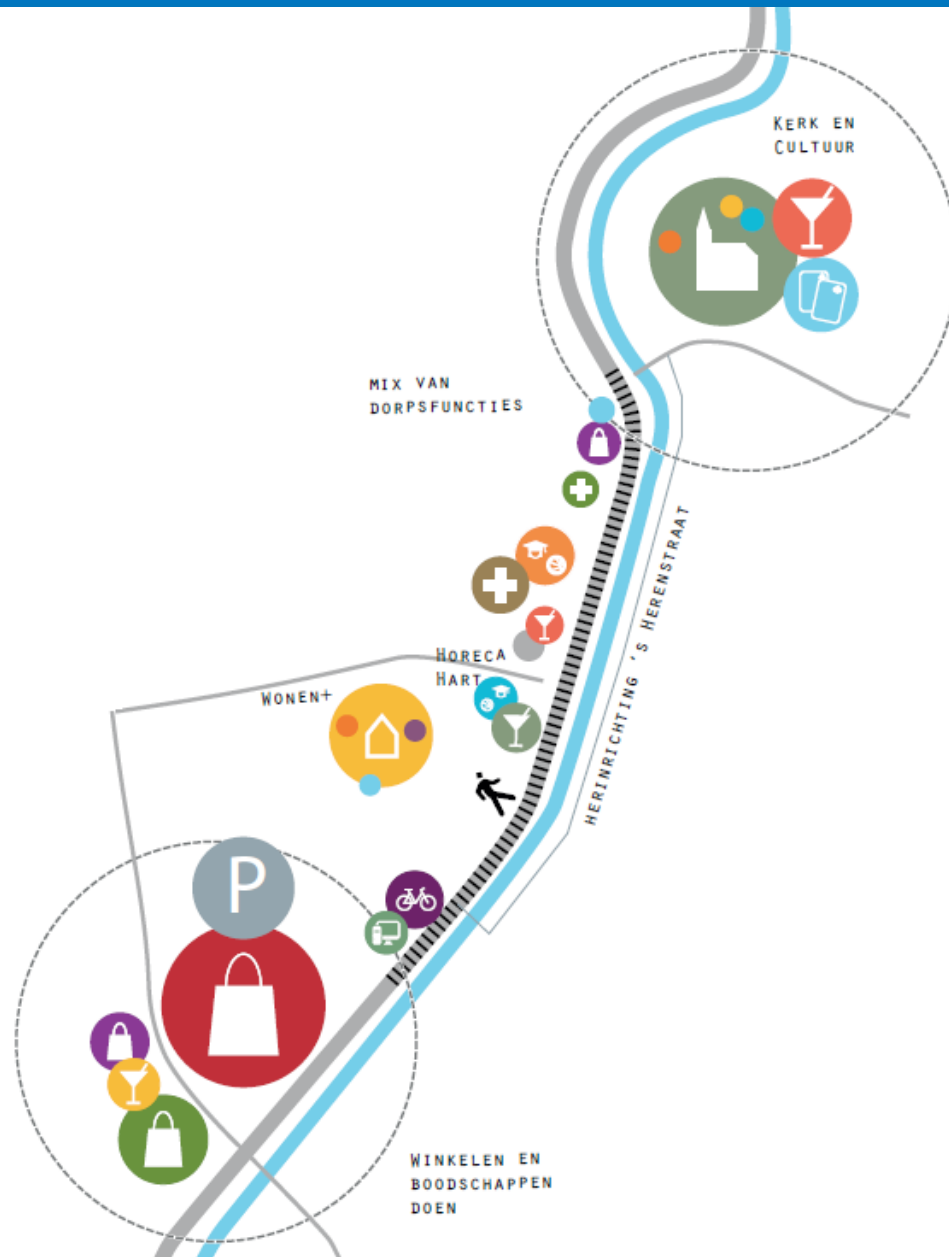 KERK EN
CULTUUR
MIX VAN
DORPSFUNCTIES
HERINRICHTING 'S HERENSTRAAT
HORECA
HART
WONEN+
P
WINKELEN EN
BOODSCHAPPEN
DOEN